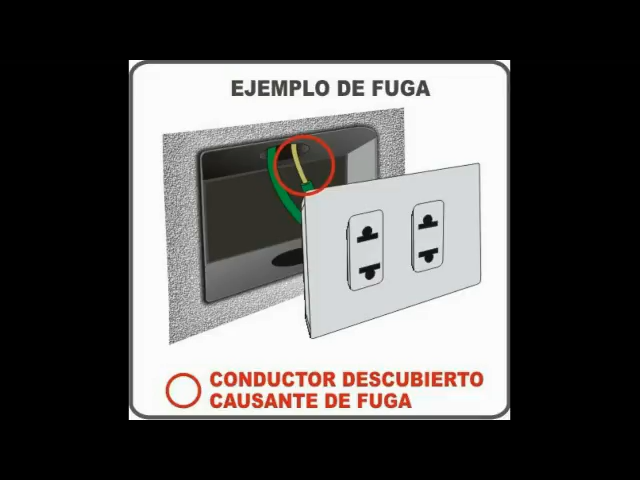 EJEMPLO DE FUGA
CONDUCTOR DESCUBIERTO
CAUSANTE DE FUGA